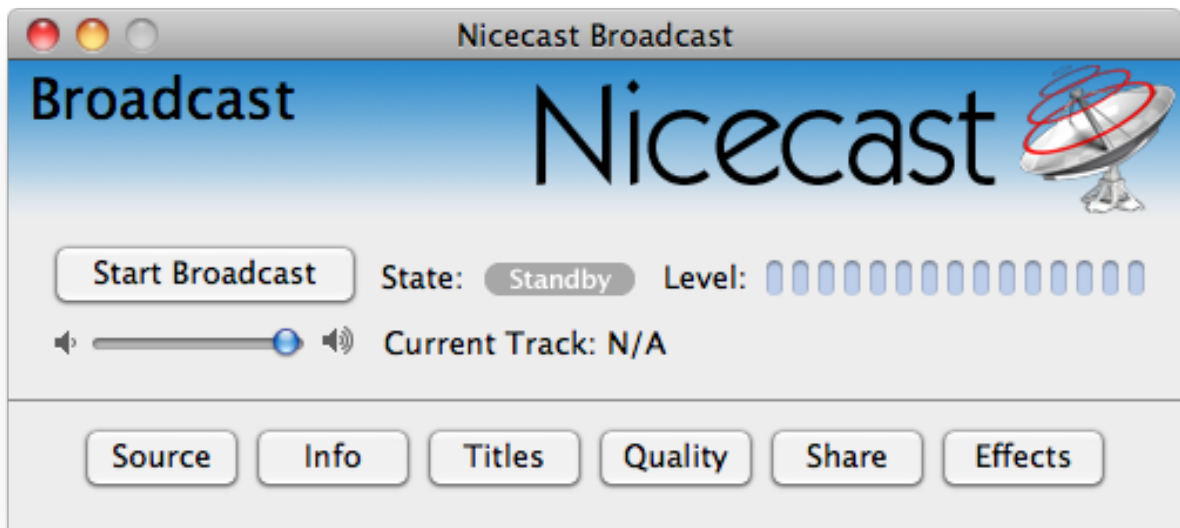 Nicecast Broadcast
Broadcast
Nicecast
Start Broadcast State: Standby Level:
Current Track: N/A
Source Info Titles Quality Share Effects